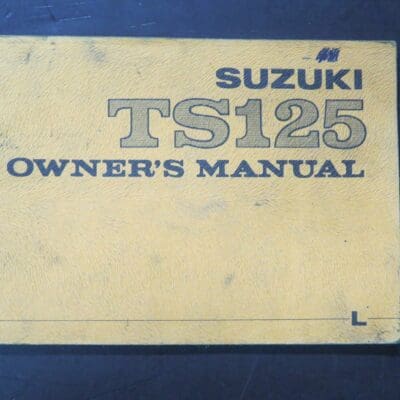 SUZUKI
TS125
OWNER'S MANUAL
L